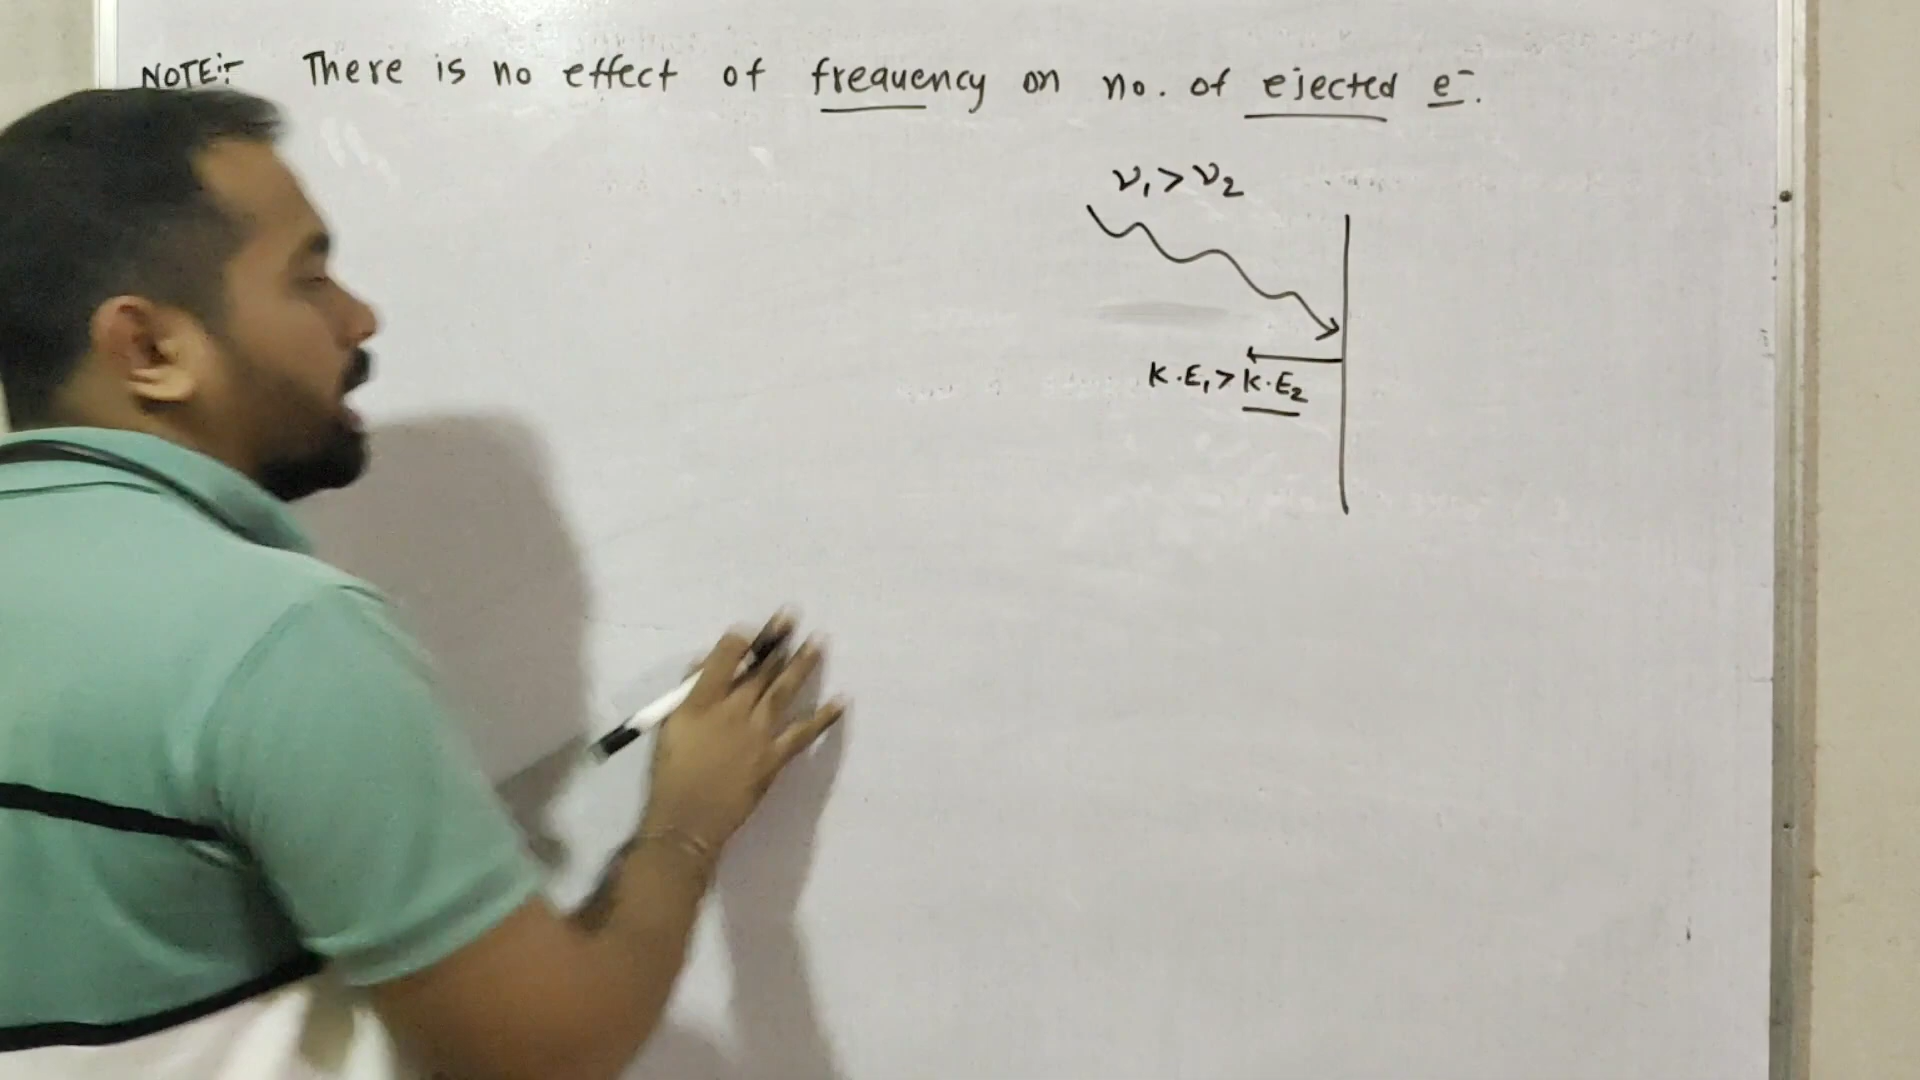 NOTE:- There is no effect of frequency on no. of ejected e⁻.
ν₁ > ν₂
K.E₁ > K.E₂